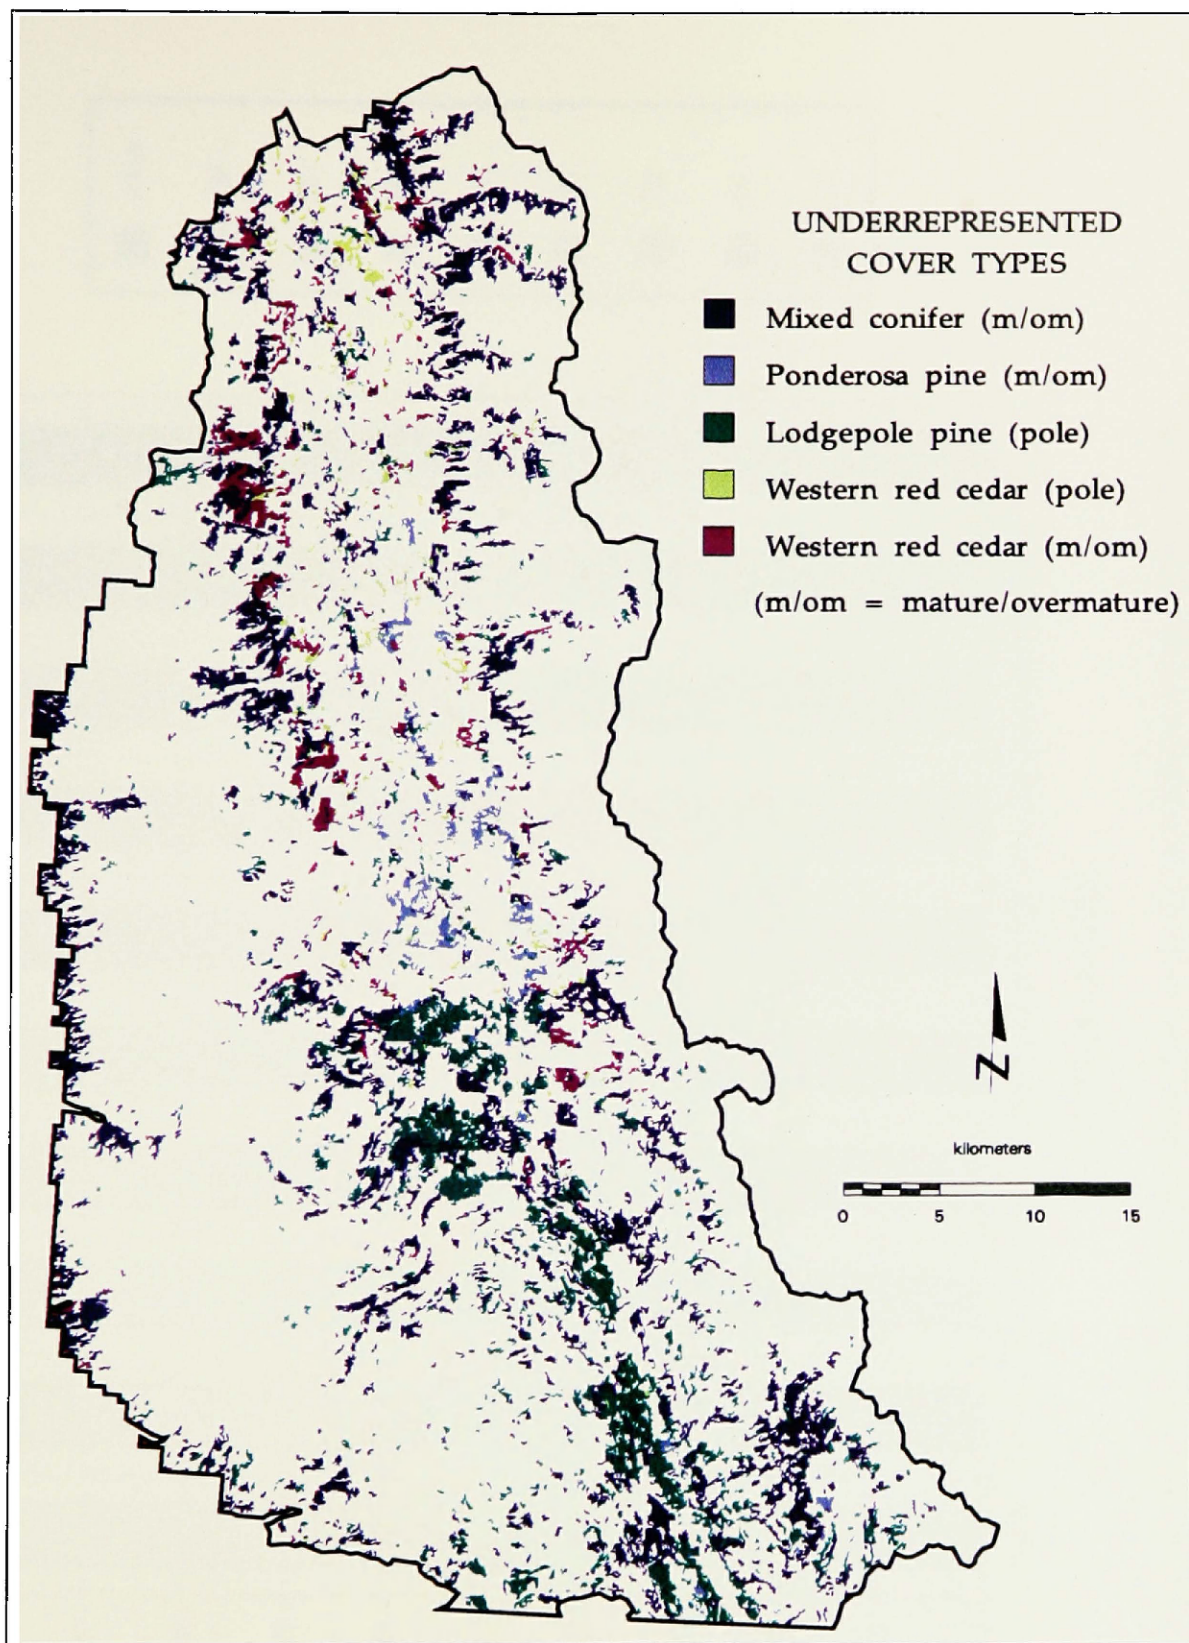 UNDERREPRESENTED
COVER TYPES
Mixed conifer (m/om)
Ponderosa pine (m/om)
Lodgepole pine (pole)
Western red cedar (pole)
Western red cedar (m/om)
(m/om = mature/overmature)
N
kilometers
0 5 10 15